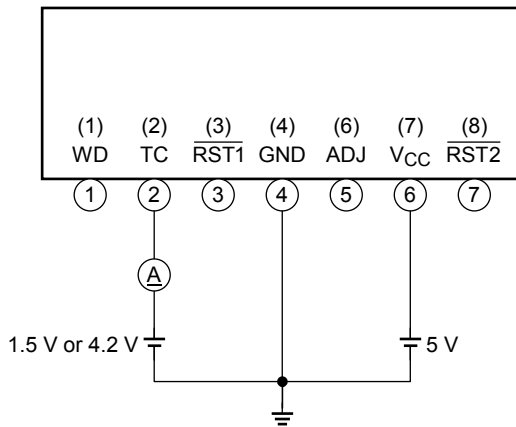 (1) (2) (3) (4) (6) (7) (8)
WD TC RST1 GND ADJ VCC RST2
1 2 3 4 5 6 7
A
1.5 V or 4.2 V 5 V